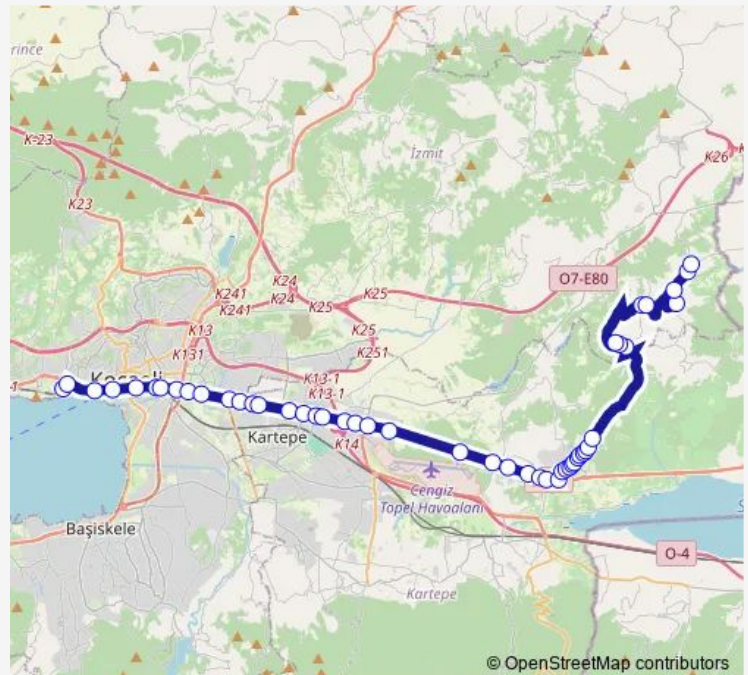 K-23
K23
İzmit
K26
O7-E80
K24
K241
K24
K241
K25
K25
K13
K25
K131
K251
Kocaeli
K13-1
K13-1
Kartepe
K14
Cengiz
Topel Havaalanı
Başiskele
O-4
Kartepe
© OpenStreetMap contributors